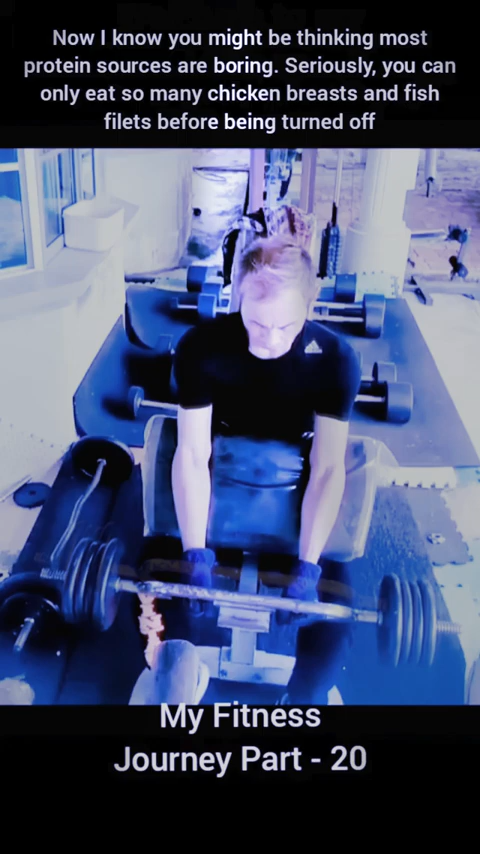 Now I know you might be thinking most
protein sources are boring. Seriously, you can
only eat so many chicken breasts and fish
filets before being turned off
My Fitness
Journey Part - 20